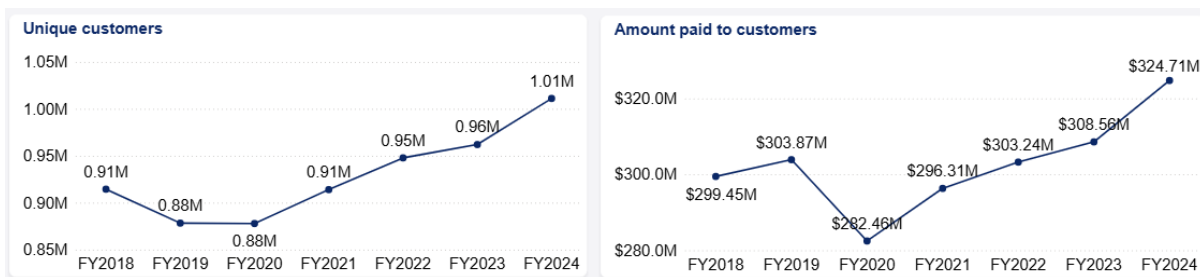 Unique customers
1.05M
1.01M
1.00M
0.96M
0.95M
0.95M
0.91M
0.91M
0.90M
0.88M
0.88M
0.85M
FY2018 FY2019 FY2020 FY2021 FY2022 FY2023 FY2024
Amount paid to customers
$324.71M
$320.0M
$308.56M
$303.87M
$303.24M
$296.31M
$300.0M
$299.45M
$282.46M
$280.0M
FY2018 FY2019 FY2020 FY2021 FY2022 FY2023 FY2024